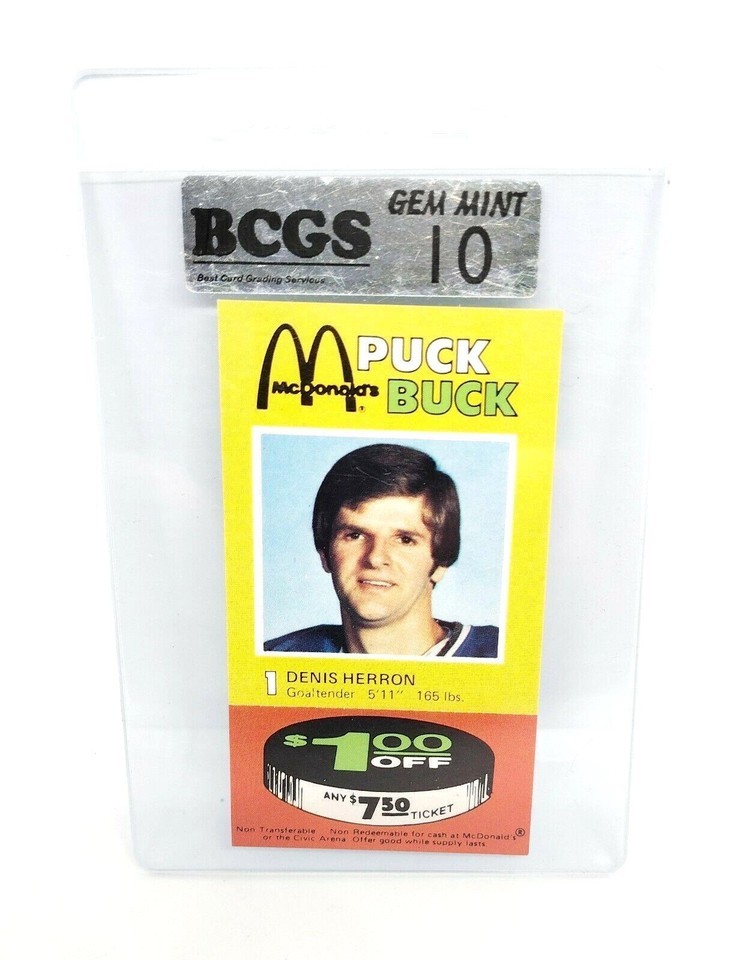 BCGS
Best Card Grading Services
GEM MINT
10
McDonald's®
PUCK
BUCK
1 DENIS HERRON
Goaltender 5'11" 165 lbs.
$1.00
OFF
ANY $7.50 TICKET
Non Transferable Non Redeemable for cash at McDonald's®
or the Civic Arena. Offer good while supply lasts.